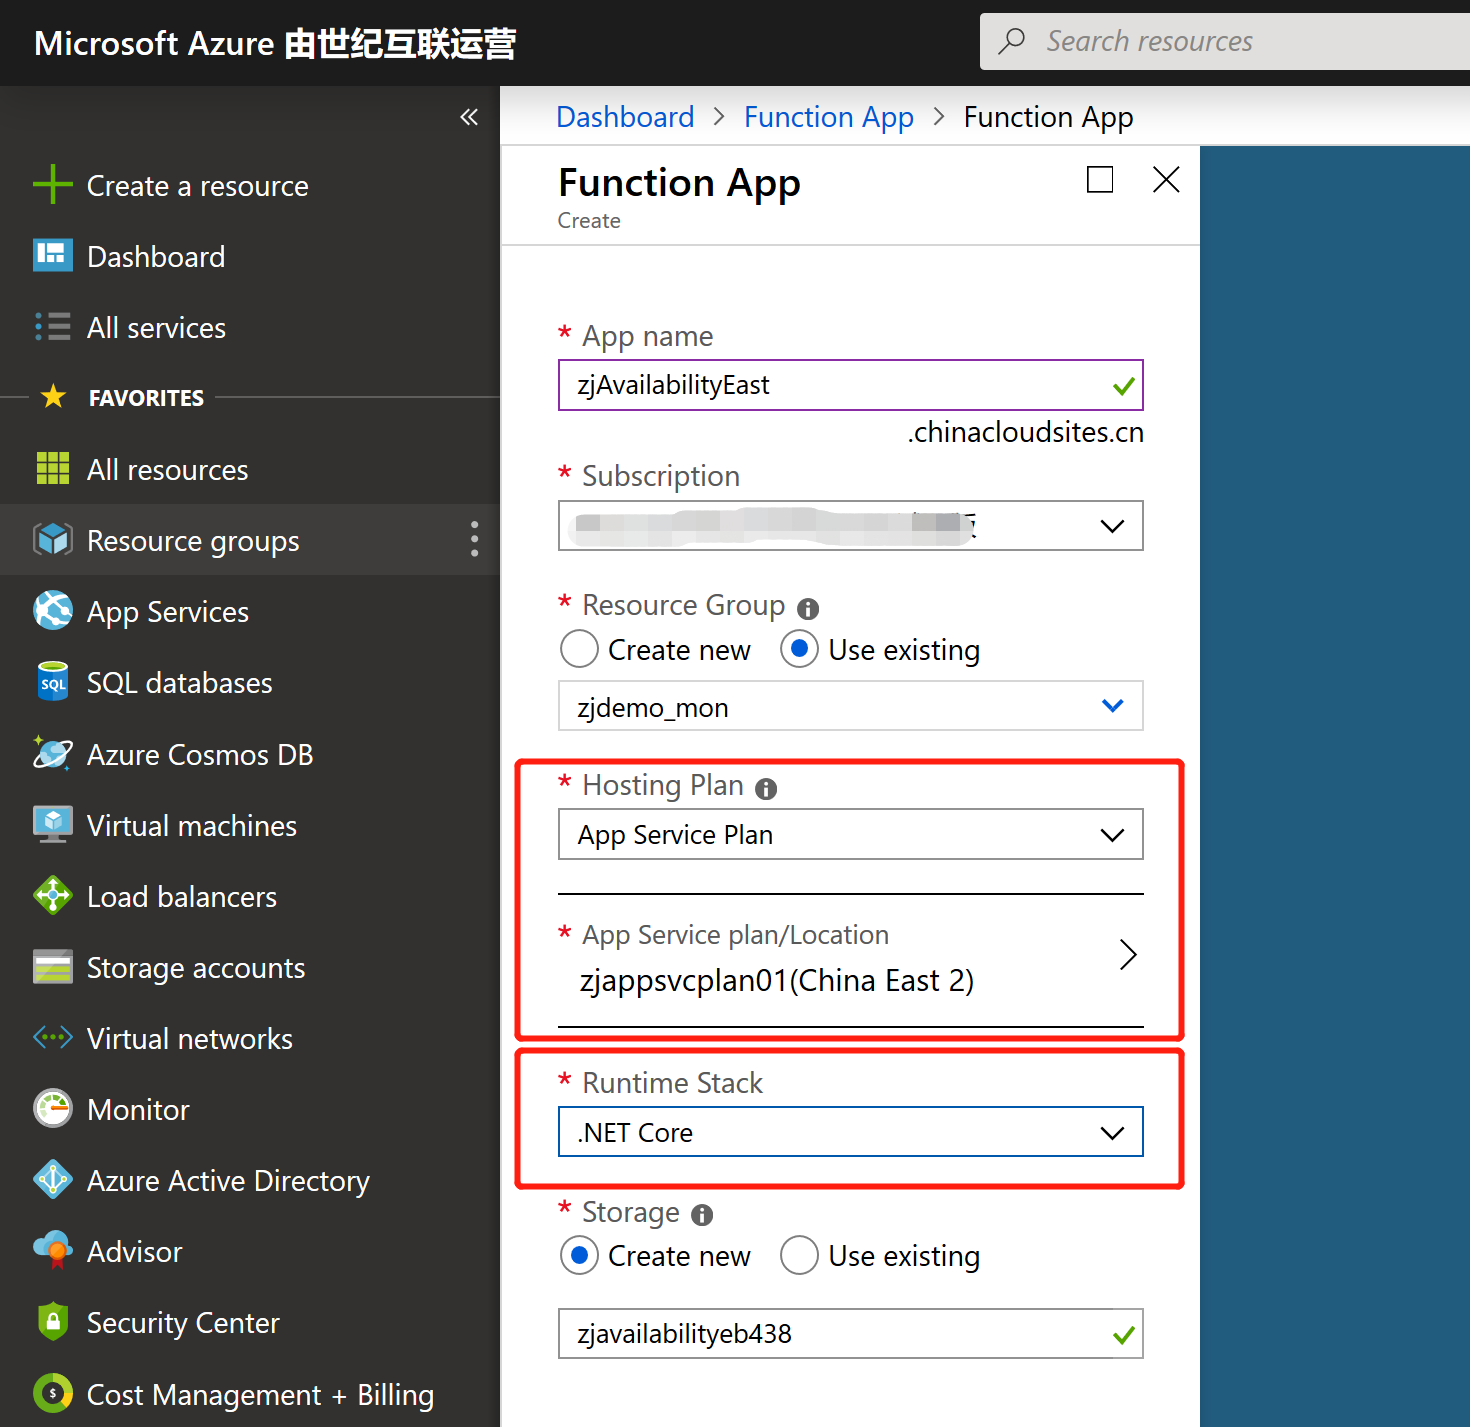 Microsoft Azure 由世纪互联运营
Search resources
Dashboard > Function App > Function App
Create a resource
Dashboard
All services
FAVORITES
All resources
Resource groups
App Services
SQL databases
Azure Cosmos DB
Virtual machines
Load balancers
Storage accounts
Virtual networks
Monitor
Azure Active Directory
Advisor
Security Center
Cost Management + Billing
Function App
Create
* App name
zjAvailabilityEast
.chinacloudsites.cn
* Subscription
* Resource Group
Create new
Use existing
zjdemo_mon
* Hosting Plan
App Service Plan
* App Service plan/Location
zjappsvcplan01(China East 2)
* Runtime Stack
.NET Core
* Storage
Create new
Use existing
zjavailabilityeb438